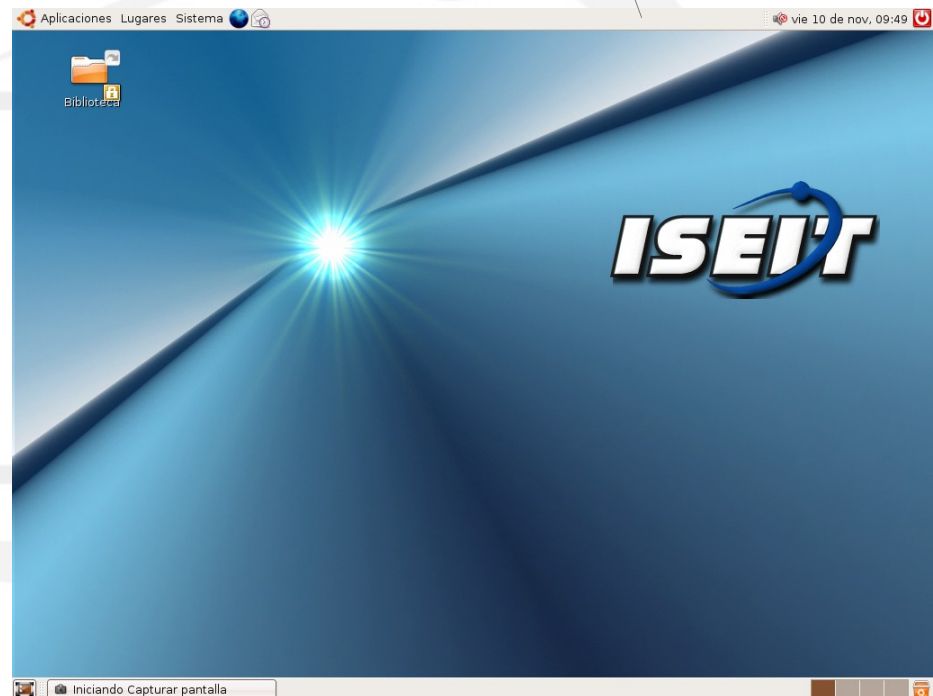 Aplicaciones Lugares Sistema
vie 10 de nov, 09:49
Biblioteca
ISEIT
Iniciando Capturar pantalla